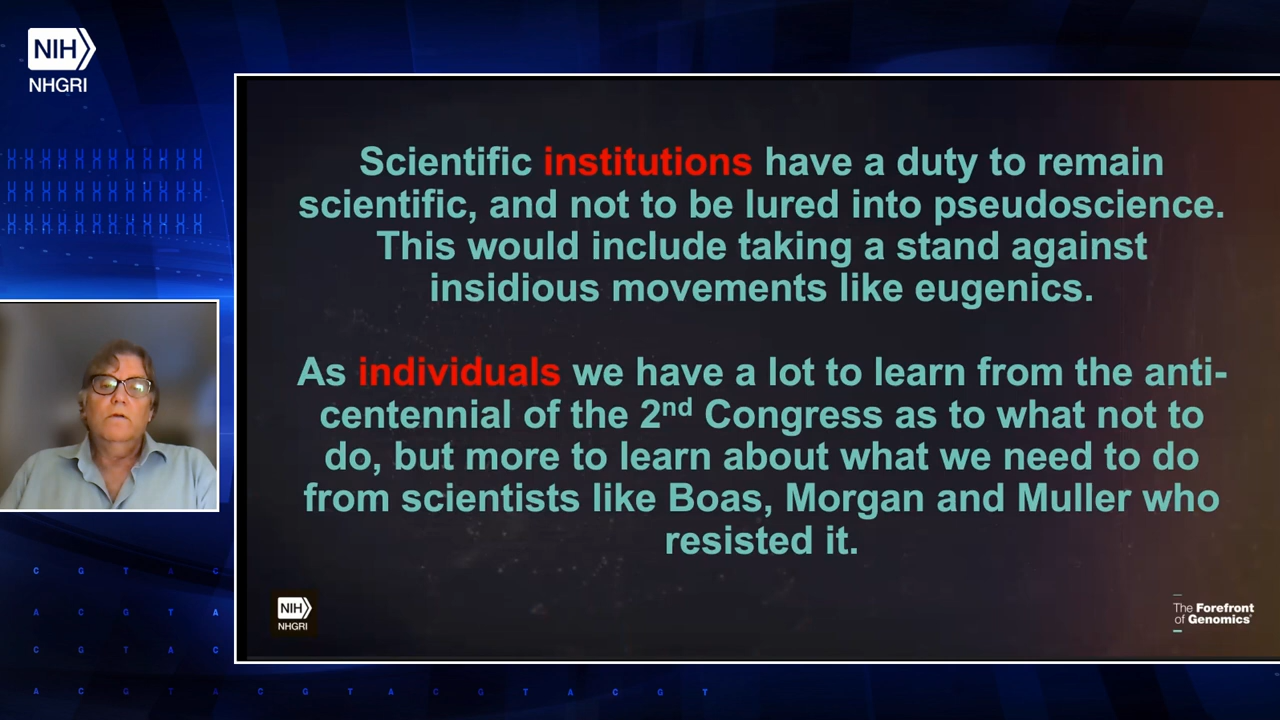 NIH
NHGRI
Scientific institutions have a duty to remain
scientific, and not to be lured into pseudoscience.
This would include taking a stand against
insidious movements like eugenics.
As individuals we have a lot to learn from the anti-
centennial of the 2nd Congress as to what not to
do, but more to learn about what we need to do
from scientists like Boas, Morgan and Muller who
resisted it.
NIH
NHGRI
The Forefront
of Genomics®
C G T A C
A C G T A
C G T A C
A C G T A C G T A C G T A C G T